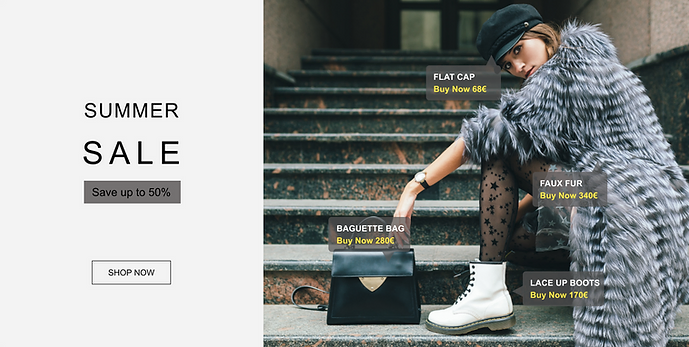 SUMMER
SALE
Save up to 50%
SHOP NOW
FLAT CAP
Buy Now 68€
FAUX FUR
Buy Now 340€
BAGUETTE BAG
Buy Now 280€
LACE UP BOOTS
Buy Now 170€